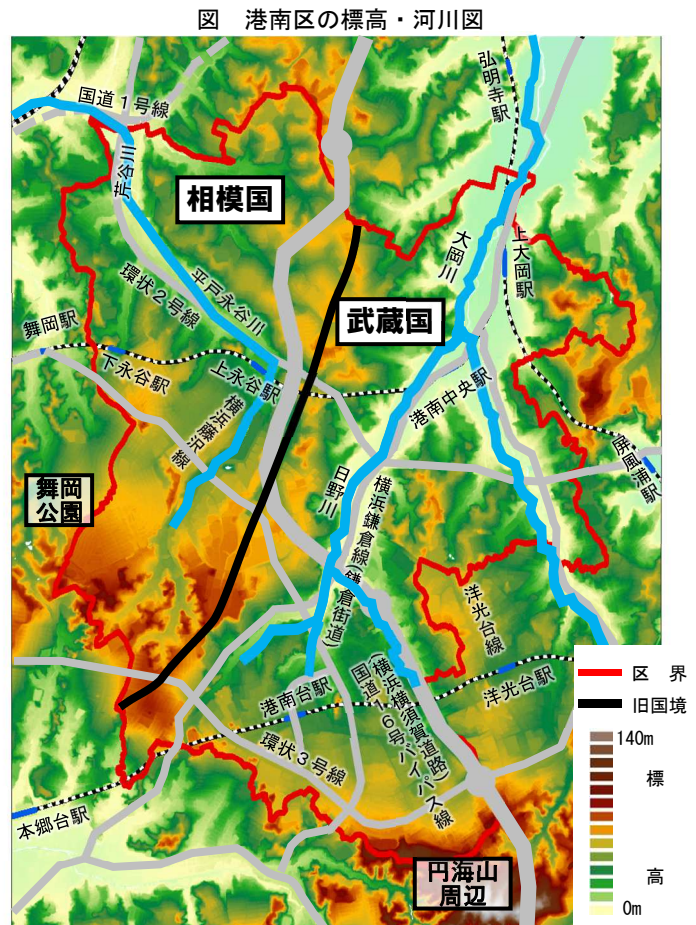 図　港南区の標高・河川図
国道１号線
弘明寺駅
芹谷川
相模国
大岡川
上大岡駅
環状２号線
平戸永谷川
武蔵国
舞岡駅
下永谷駅
上永谷駅
港南中央駅
横浜藤沢線
屏風浦駅
舞岡
公園
日野川
横浜鎌倉線(鎌倉街道)
洋光台線
港南台駅
国道１６号バイパス線
(横浜横須賀道路)
洋光台駅
環状３号線
本郷台駅
円海山
周辺
区　界
旧国境
140m
標
高
0m